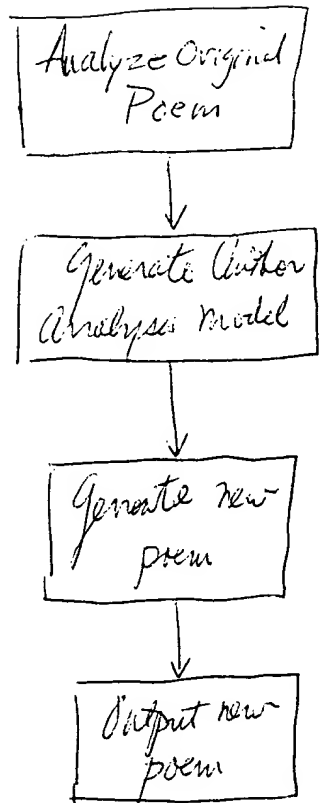 Analyze Original
Poem
Generate Author
Analysis Model
Generate new
poem
Output new
poem